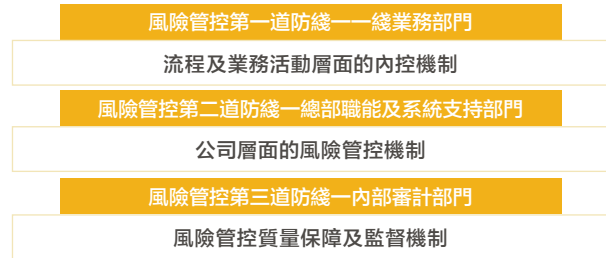 風險管控第一道防綫一一綫業務部門
流程及業務活動層面的內控機制
風險管控第二道防綫一總部職能及系統支持部門
公司層面的風險管控機制
風險管控第三道防綫一內部審計部門
風險管控質量保障及監督機制